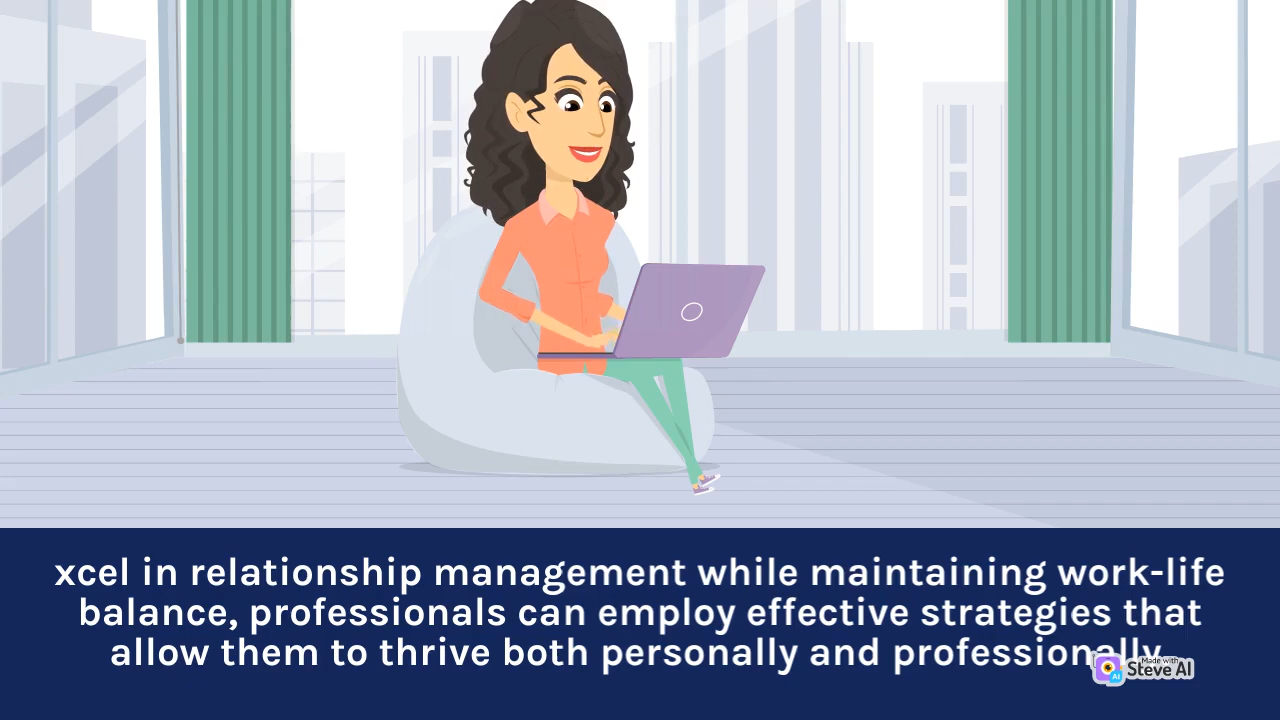 xcel in relationship management while maintaining work-life
balance, professionals can employ effective strategies that
allow them to thrive both personally and professionally.
Made with
Steve AI
AI